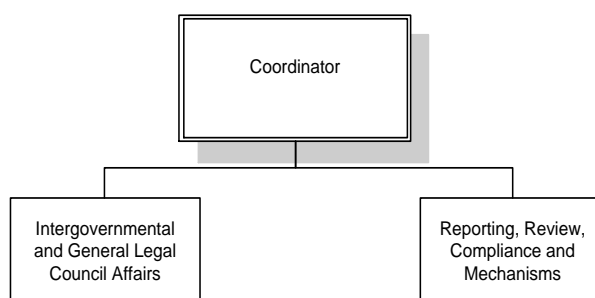 Coordinator
Intergovernmental
and General Legal
Council Affairs
Reporting, Review,
Compliance and
Mechanisms